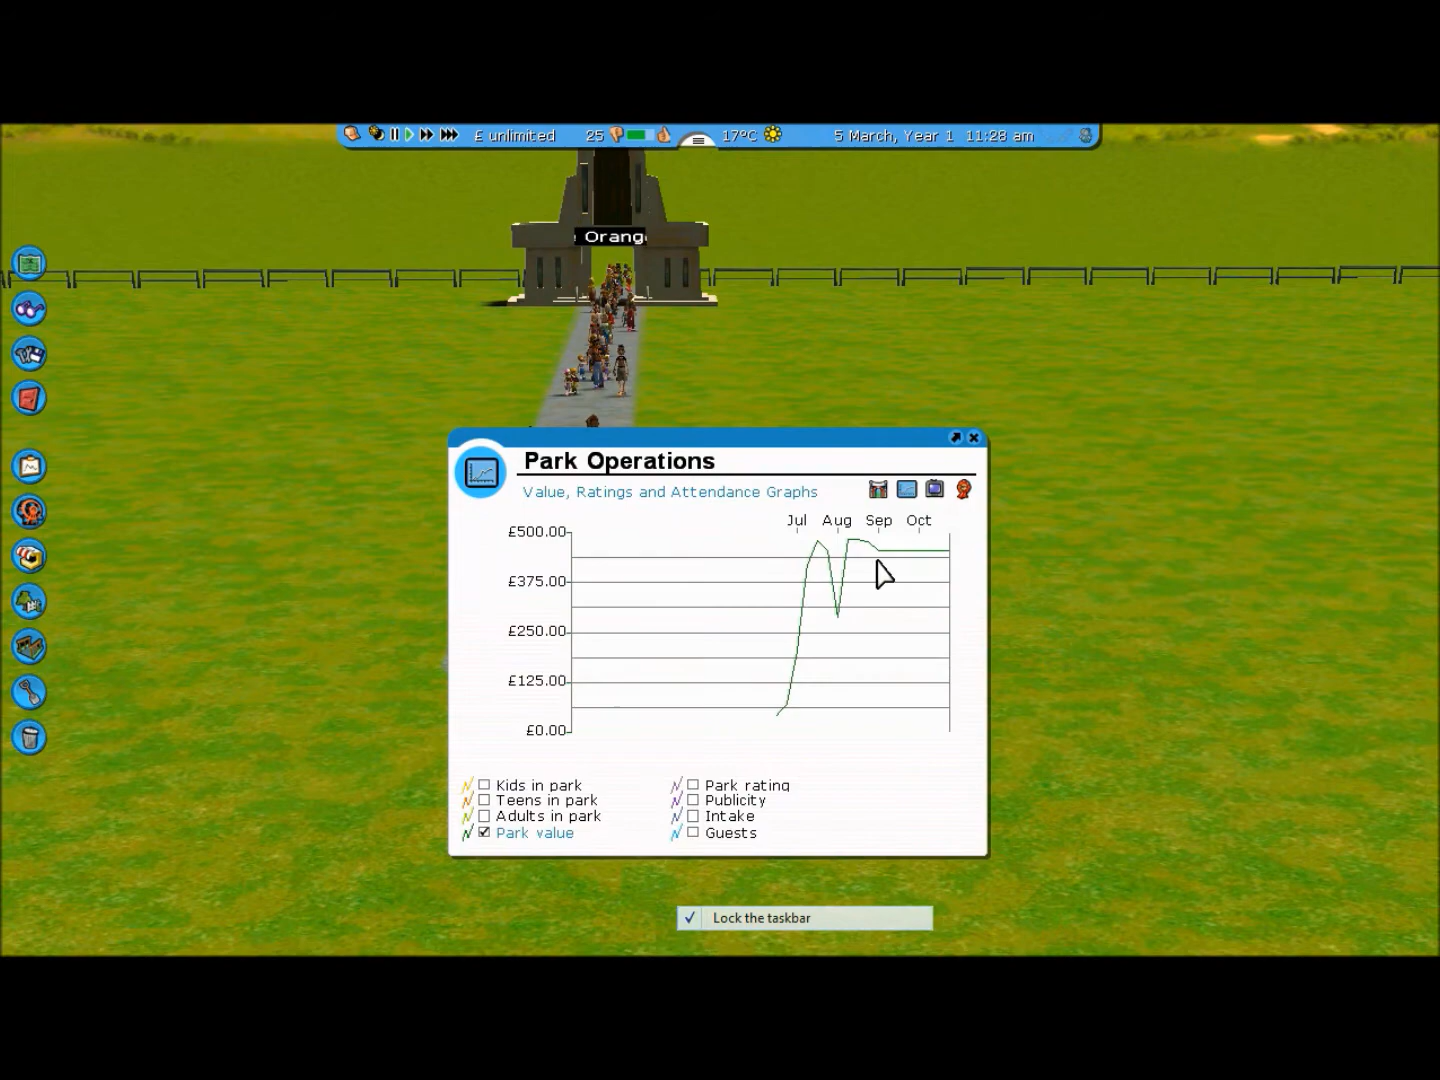 £ unlimited 25 17°C 5 March, Year 1 11:28 am
Orang
Park Operations
Value, Ratings and Attendance Graphs
Jul Aug Sep Oct
£500.00
£375.00
£250.00
£125.00
£0.00
Kids in park
Teens in park
Adults in park
Park value
Park rating
Publicity
Intake
Guests
Lock the taskbar